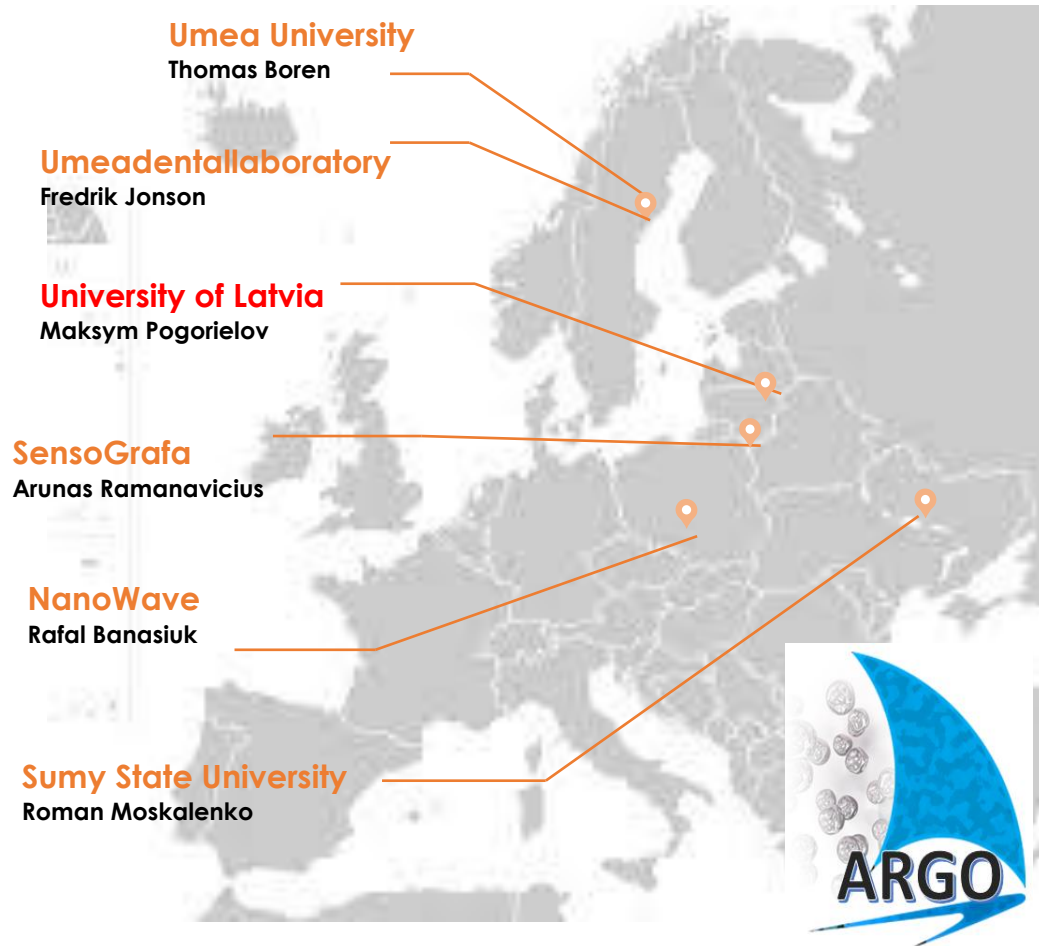 Umea University
Thomas Boren
Umeadentallaboratory
Fredrik Jonson
University of Latvia
Maksym Pogorielov
SensoGrafa
Arunas Ramanavicius
NanoWave
Rafal Banasiuk
Sumy State University
Roman Moskalenko
ARGO